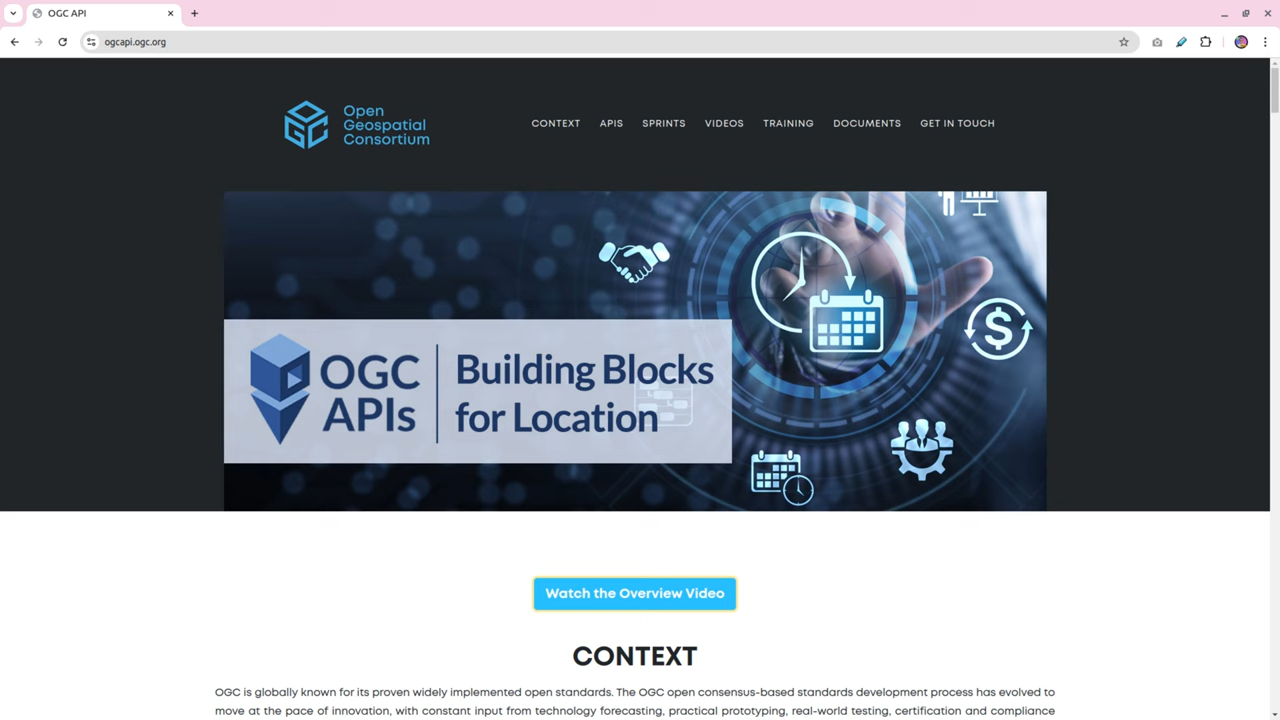 OGC API
ogcapi.ogc.org
Open
Geospatial
Consortium
CONTEXT APIS SPRINTS VIDEOS TRAINING DOCUMENTS GET IN TOUCH
OGC APIs | Building Blocks for Location
Watch the Overview Video
CONTEXT
OGC is globally known for its proven widely implemented open standards. The OGC open consensus-based standards development process has evolved to
move at the pace of innovation, with constant input from technology forecasting, practical prototyping, real-world testing, certification and compliance